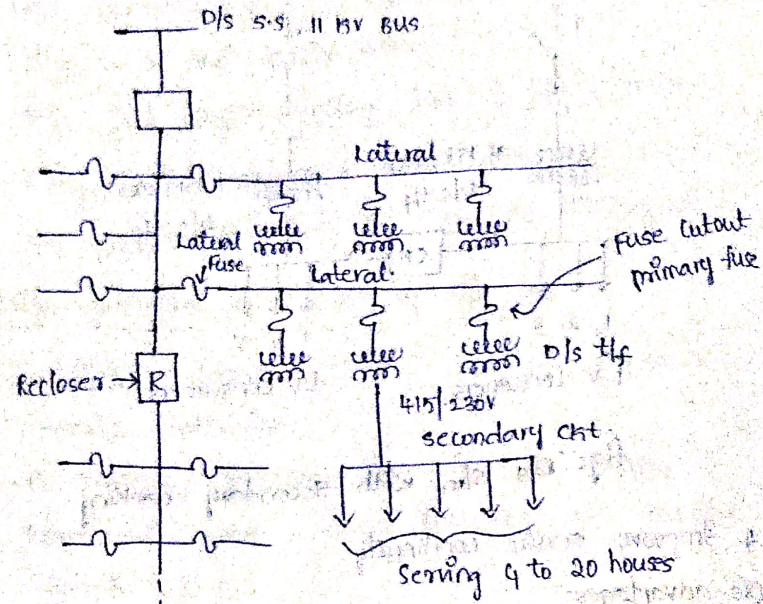 D/s S.S, 11 KV BUS
Lateral
Lateral Fuse
Lateral.
Fuse cutout
primary fuse
D/s t/f
Recloser → R
415/230V
secondary ckt.
Serving 4 to 20 houses